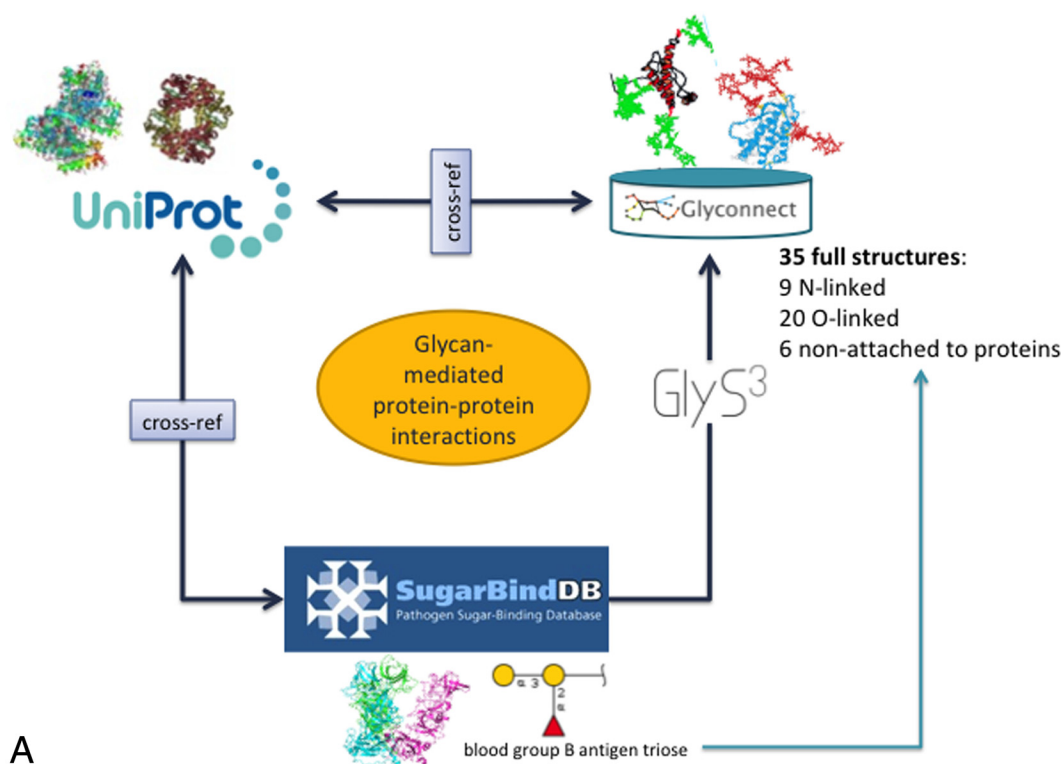 UniProt
cross-ref
Glyconnect
35 full structures:
9 N-linked
20 O-linked
6 non-attached to proteins
Glycan-
mediated
protein-protein
interactions
GlyS³
cross-ref
SugarBindDB
Pathogen Sugar-Binding Database
α 3
2
α
blood group B antigen triose
A